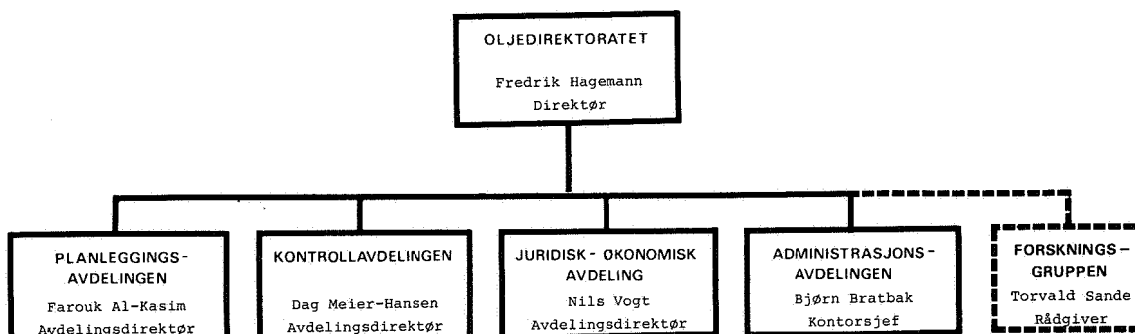 OLJEDIREKTORATET
Fredrik Hagemann
Direktør
PLANLEGGINGS-
AVDELINGEN
Farouk Al-Kasim
Avdelingsdirektør
KONTROLLAVDELINGEN
Dag Meier-Hansen
Avdelingsdirektør
JURIDISK - ØKONOMISK
AVDELING
Nils Vogt
Avdelingsdirektør
ADMINISTRASJONS-
AVDELINGEN
Bjørn Bratbak
Kontorsjef
FORSKNINGS-
GRUPPEN
Torvald Sande
Rådgiver